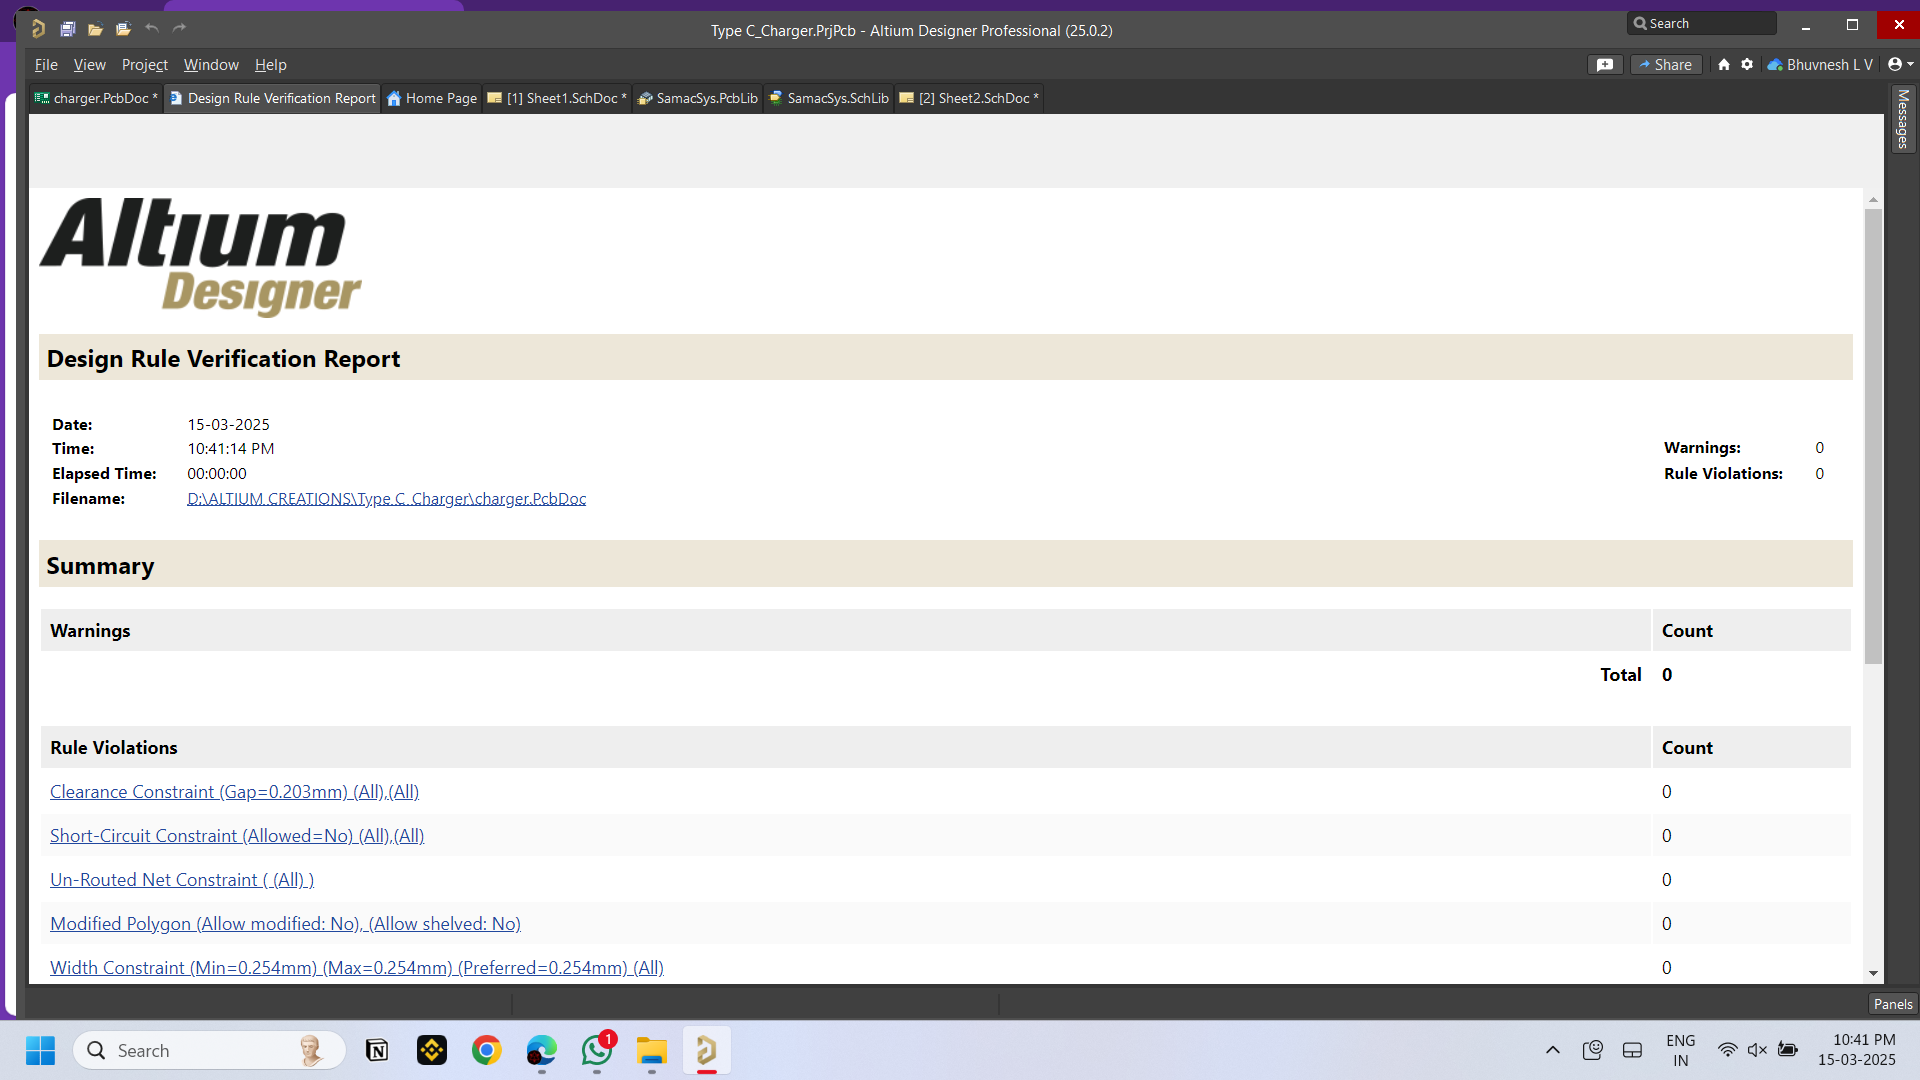 Type C_Charger.PrjPcb - Altium Designer Professional (25.0.2)
Search
File View Project Window Help
Share
Bhuvnesh L V
charger.PcbDoc *
Design Rule Verification Report
Home Page
[1] Sheet1.SchDoc *
SamacSys.PcbLib
SamacSys.SchLib
[2] Sheet2.SchDoc *
Messages
Altium
Designer
Design Rule Verification Report
Date: 15-03-2025
Time: 10:41:14 PM
Elapsed Time: 00:00:00
Filename: D:\ALTIUM CREATIONS\Type C_Charger\charger.PcbDoc
Warnings: 0
Rule Violations: 0
Summary
Warnings Count
Total 0
Rule Violations Count
Clearance Constraint (Gap=0.203mm) (All),(All) 0
Short-Circuit Constraint (Allowed=No) (All),(All) 0
Un-Routed Net Constraint ( (All) ) 0
Modified Polygon (Allow modified: No), (Allow shelved: No) 0
Width Constraint (Min=0.254mm) (Max=0.254mm) (Preferred=0.254mm) (All) 0
Panels
Search
1
ENG
IN
10:41 PM
15-03-2025